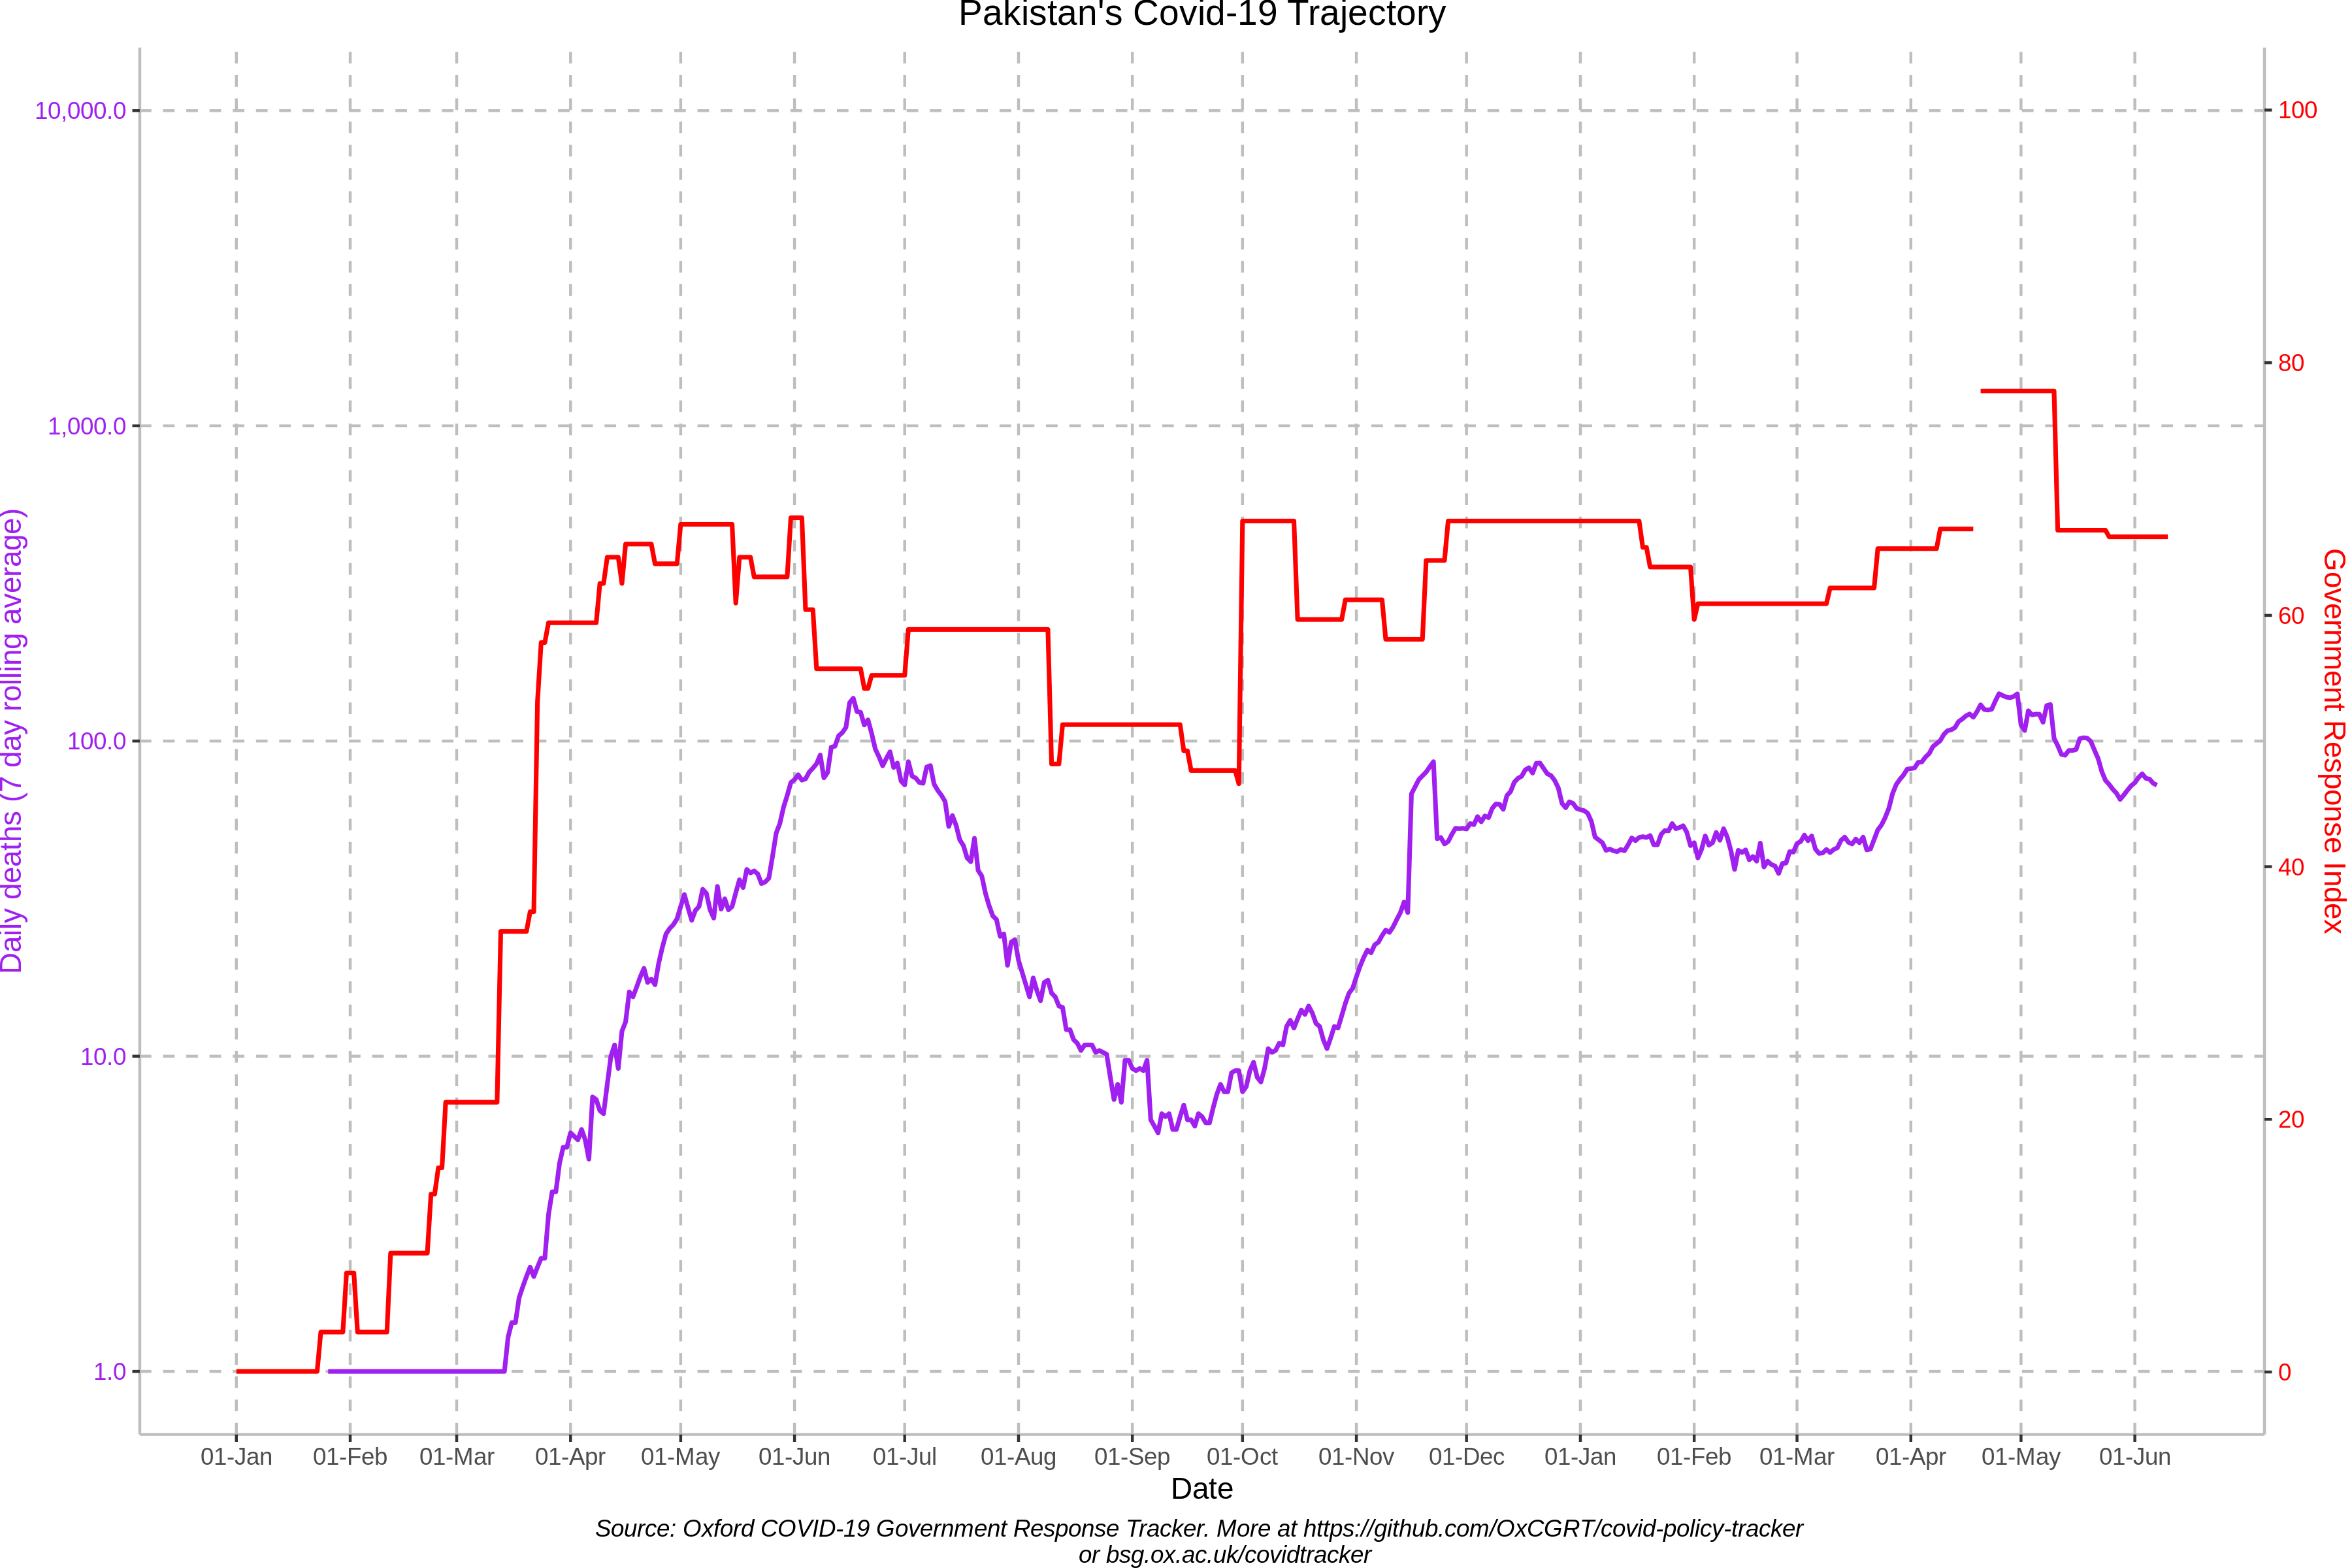 Pakistan's Covid-19 Trajectory
10,000.0
1,000.0
100.0
10.0
1.0
Daily deaths (7 day rolling average)
100
80
60
40
20
0
Government Response Index
01-Jan
01-Feb
01-Mar
01-Apr
01-May
01-Jun
01-Jul
01-Aug
01-Sep
01-Oct
01-Nov
01-Dec
01-Jan
01-Feb
01-Mar
01-Apr
01-May
01-Jun
Date
Source: Oxford COVID-19 Government Response Tracker. More at https://github.com/OxCGRT/covid-policy-tracker
or bsg.ox.ac.uk/covidtracker